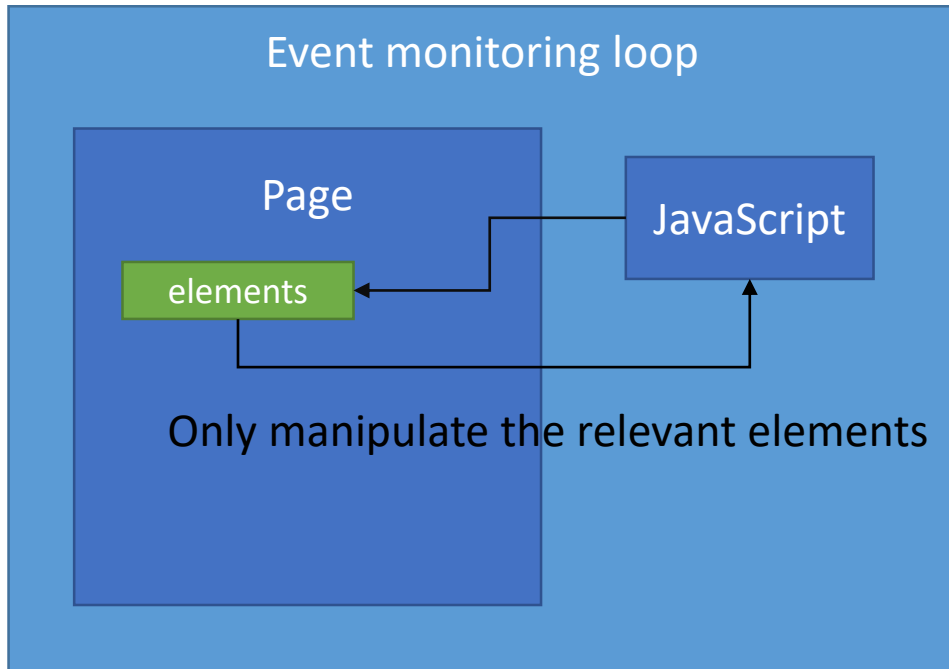 Event monitoring loop
Page
JavaScript
elements
Only manipulate the relevant elements